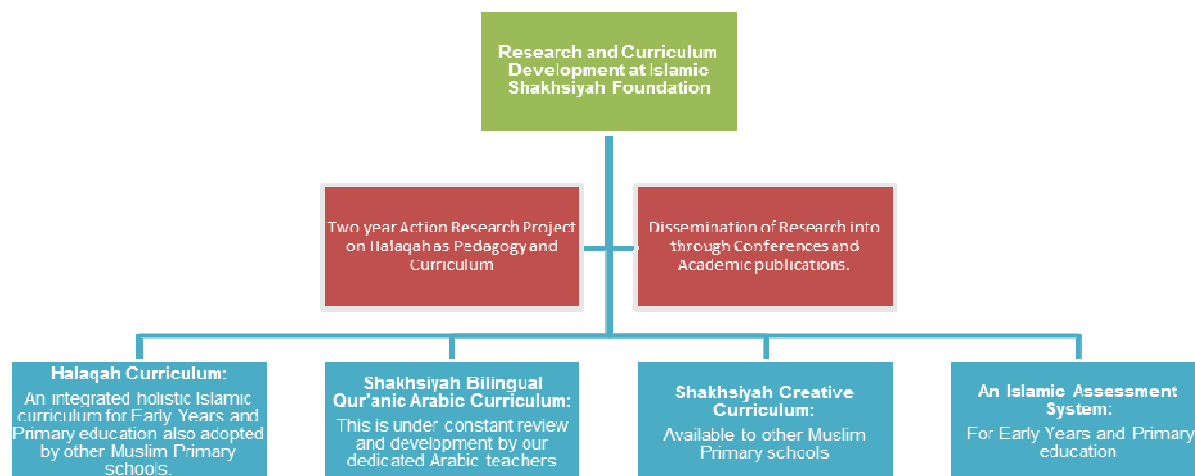 Research and Curriculum
Development at Islamic
Shakhsiyah Foundation
Two year Action Research Project
on Halaqah as Pedagogy and
Curriculum
Dissemination of Research into
through Conferences and
Academic publications.
Halaqah Curriculum:
An integrated holistic Islamic
curriculum for Early Years and
Primary education also adopted
by other Muslim Primary
schools.
Shakhsiyah Bilingual
Qur'anic Arabic Curriculum:
This is under constant review
and development by our
dedicated Arabic teachers
Shakhsiyah Creative
Curriculum:
Available to other Muslim
Primary schools
An Islamic Assessment
System:
For Early Years and Primary
education